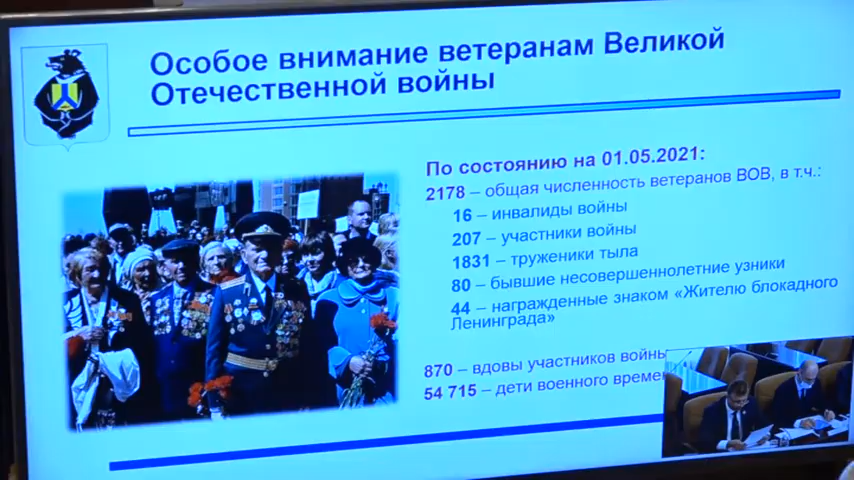 Особое внимание ветеранам Великой
Отечественной войны
По состоянию на 01.05.2021:
2178 – общая численность ветеранов ВОВ, в т.ч.:
16 – инвалиды войны
207 – участники войны
1831 – труженики тыла
80 – бывшие несовершеннолетние узники
44 – награжденные знаком «Жителю блокадного
Ленинграда»
870 – вдовы участников войны
54 715 – дети военного времен